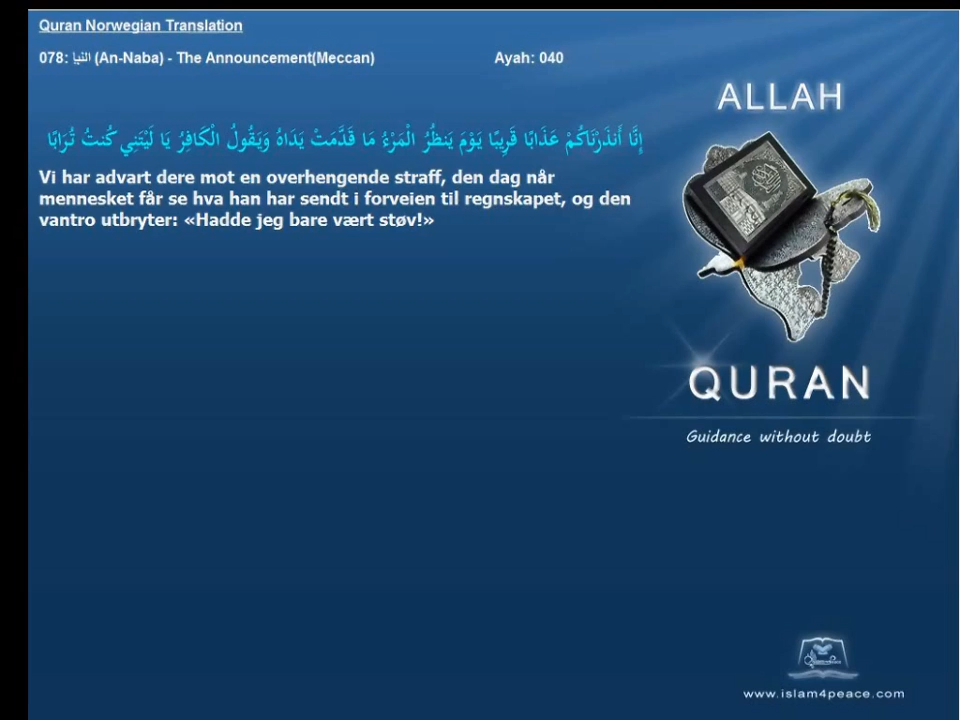 Quran Norwegian Translation
078: النبإ (An-Naba) - The Announcement(Meccan) Ayah: 040
إِنَّا أَنذَرْنَاكُمْ عَذَابًا قَرِيبًا يَوْمَ يَنظُرُ الْمَرْءُ مَا قَدَّمَتْ يَدَاهُ وَيَقُولُ الْكَافِرُ يَا لَيْتَنِي كُنتُ تُرَابًا
Vi har advart dere mot en overhengende straff, den dag når
mennesket får se hva han har sendt i forveien til regnskapet, og den
vantro utbryter: «Hadde jeg bare vært støv!»
ALLAH
QURAN
Guidance without doubt
www.islam4peace.com